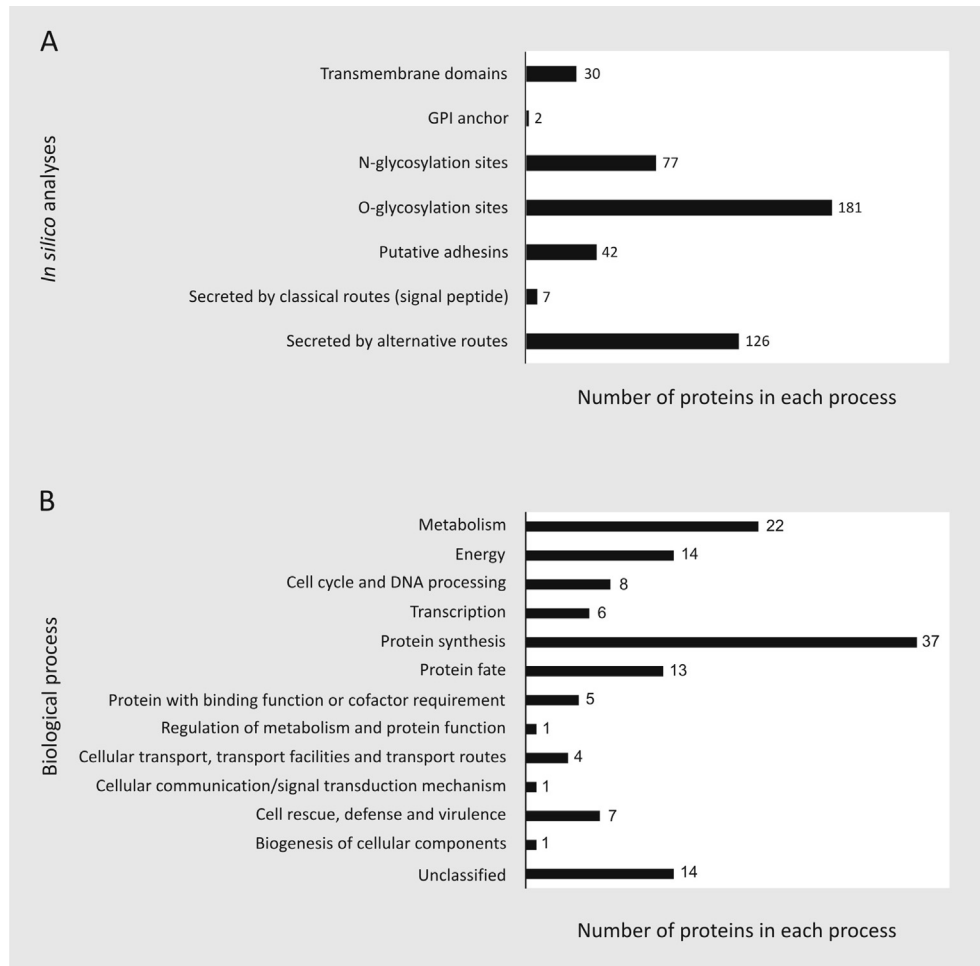 A
In silico analyses
Transmembrane domains 30
GPI anchor 2
N-glycosylation sites 77
O-glycosylation sites 181
Putative adhesins 42
Secreted by classical routes (signal peptide) 7
Secreted by alternative routes 126
Number of proteins in each process
B
Biological process
Metabolism 22
Energy 14
Cell cycle and DNA processing 8
Transcription 6
Protein synthesis 37
Protein fate 13
Protein with binding function or cofactor requirement 5
Regulation of metabolism and protein function 1
Cellular transport, transport facilities and transport routes 4
Cellular communication/signal transduction mechanism 1
Cell rescue, defense and virulence 7
Biogenesis of cellular components 1
Unclassified 14
Number of proteins in each process